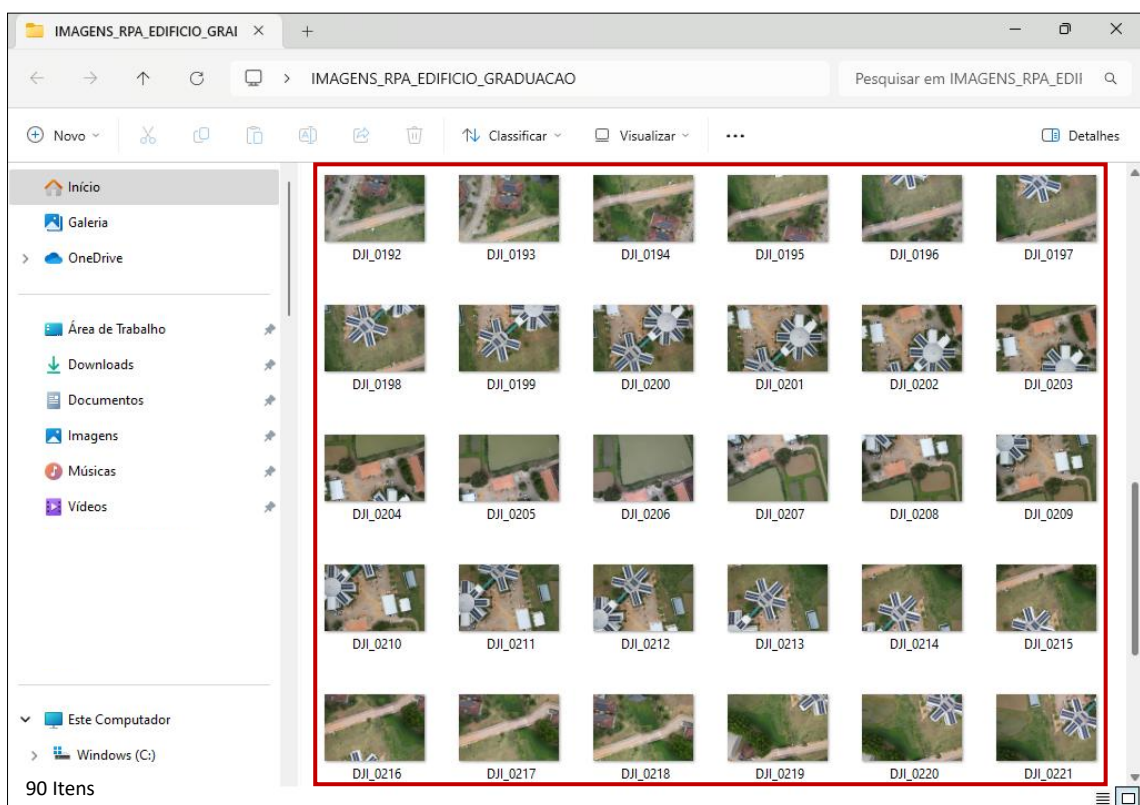 IMAGENS_RPA_EDIFICIO_GRAI
IMAGENS_RPA_EDIFICIO_GRADUACAO
Pesquisar em IMAGENS_RPA_EDII
Novo
Classificar
Visualizar
Detalhes
Início
Galeria
OneDrive
Área de Trabalho
Downloads
Documentos
Imagens
Músicas
Vídeos
Este Computador
Windows (C:)
90 Itens
DJI_0192 DJI_0193 DJI_0194 DJI_0195 DJI_0196 DJI_0197
DJI_0198 DJI_0199 DJI_0200 DJI_0201 DJI_0202 DJI_0203
DJI_0204 DJI_0205 DJI_0206 DJI_0207 DJI_0208 DJI_0209
DJI_0210 DJI_0211 DJI_0212 DJI_0213 DJI_0214 DJI_0215
DJI_0216 DJI_0217 DJI_0218 DJI_0219 DJI_0220 DJI_0221